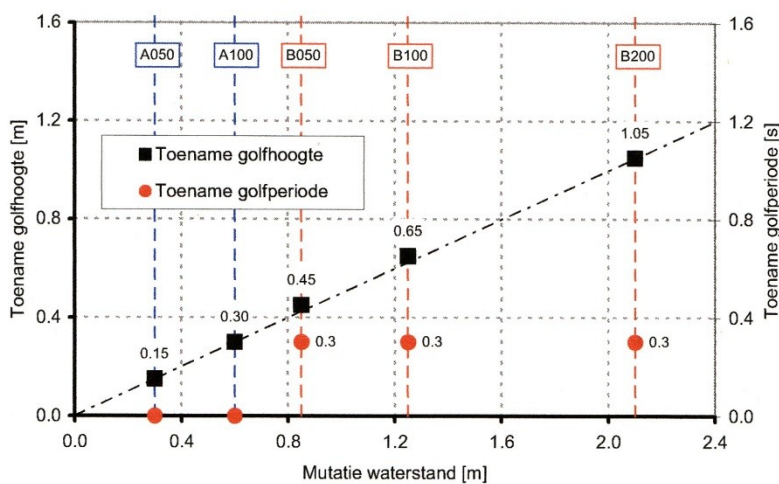 1.6
1.2
0.8
0.4
0.0
Toename golfhoogte [m]
A050
A100
B050
B100
B200
Toename golfhoogte
Toename golfperiode
0.15
0.30
0.45
0.65
1.05
0.3
0.3
0.3
1.6
1.2
0.8
0.4
0.0
Toename golfperiode [s]
0.0
0.4
0.8
1.2
1.6
2.0
2.4
Mutatie waterstand [m]